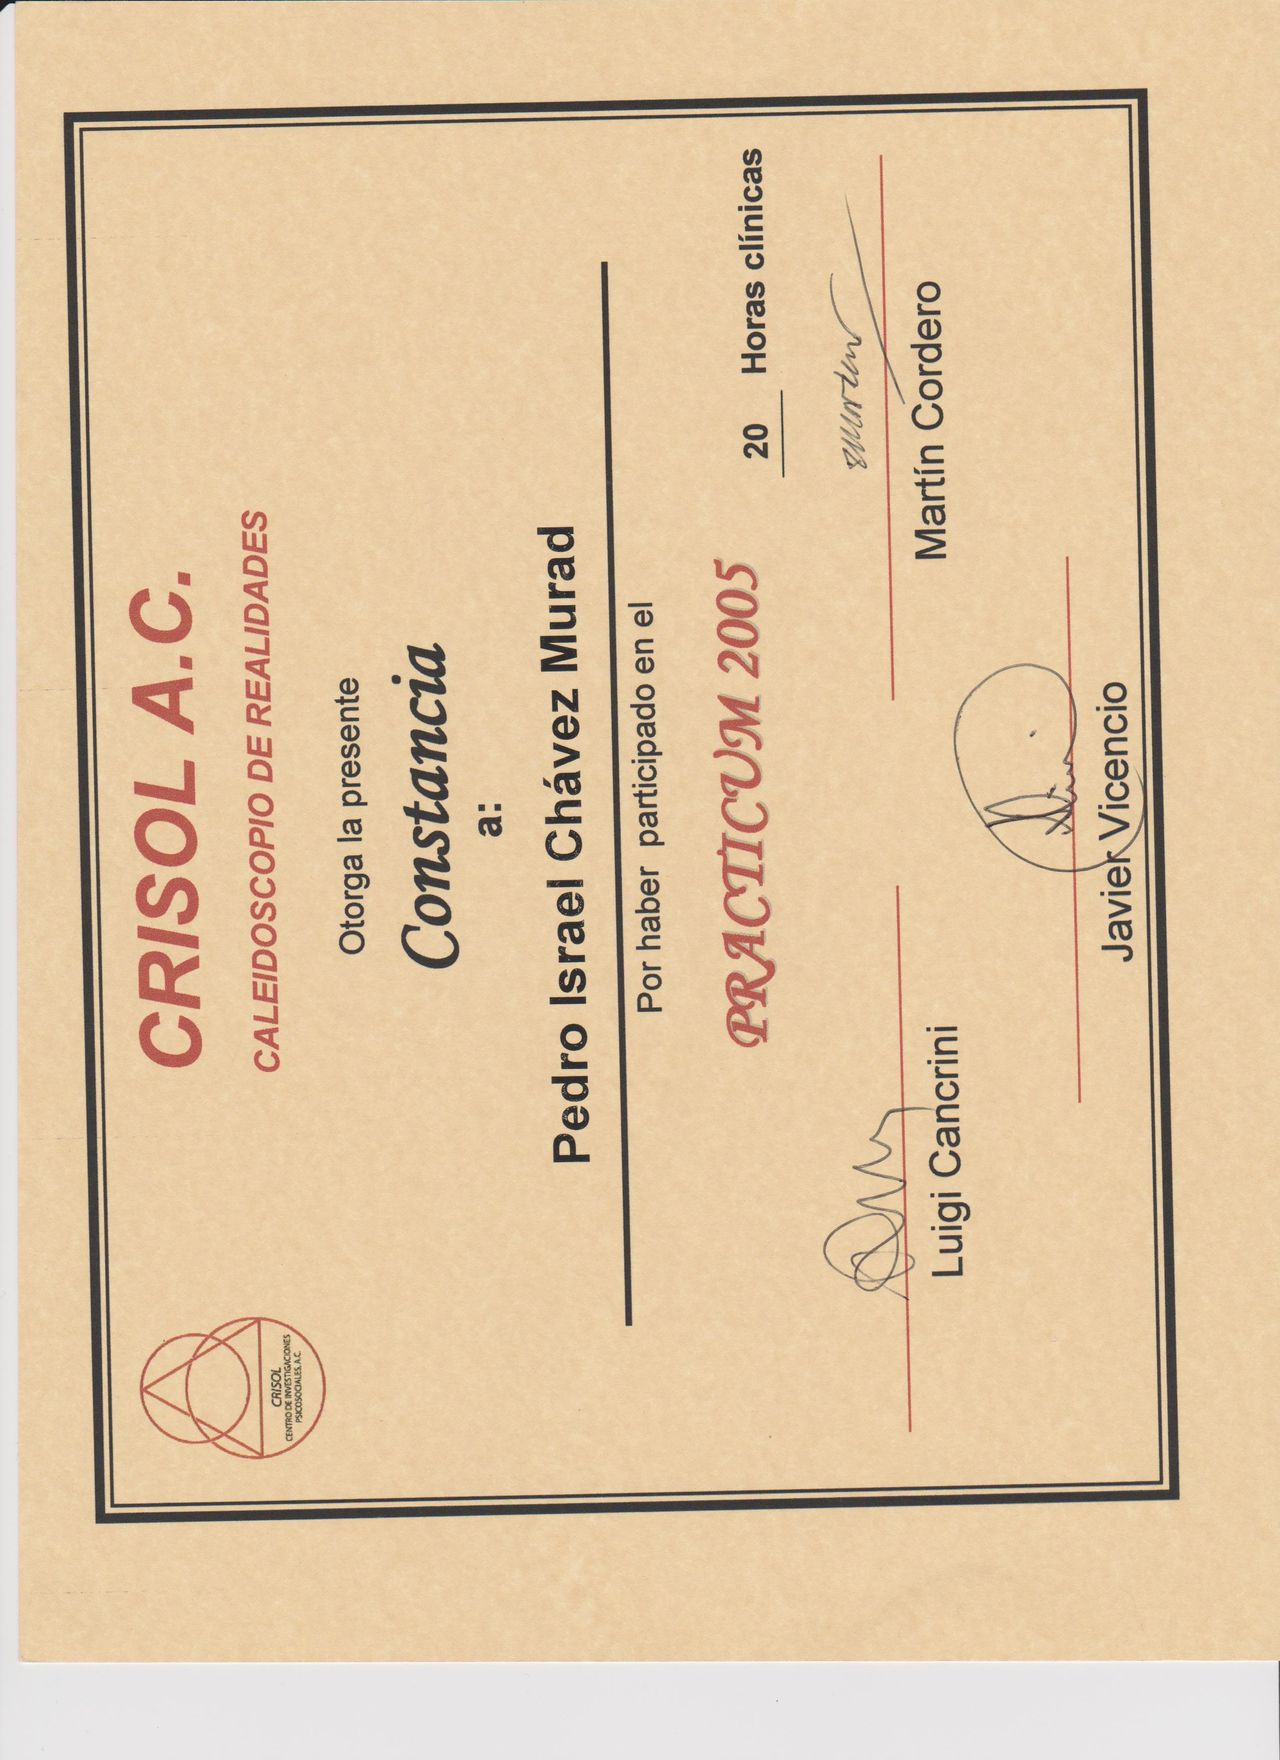 CRISOL
CENTRO DE INVESTIGACIONES
PSICOSOCIALES, A.C.
CRISOL A.C.
CALEIDOSCOPIO DE REALIDADES
Otorga la presente
Constancia
a:
Pedro Israel Chávez Murad
Por haber participado en el
PRACTICUM 2005
20 Horas clínicas
Luigi Cancrini
Martín Cordero
Javier Vicencio